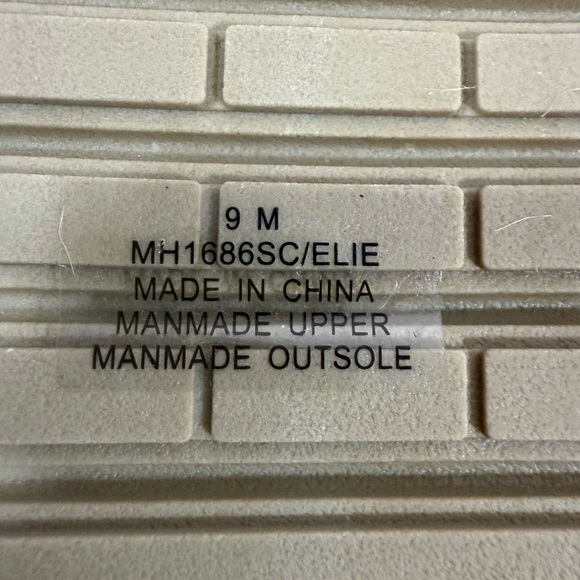 9 M
MH1686SC/ELIE
MADE IN CHINA
MANMADE UPPER
MANMADE OUTSOLE